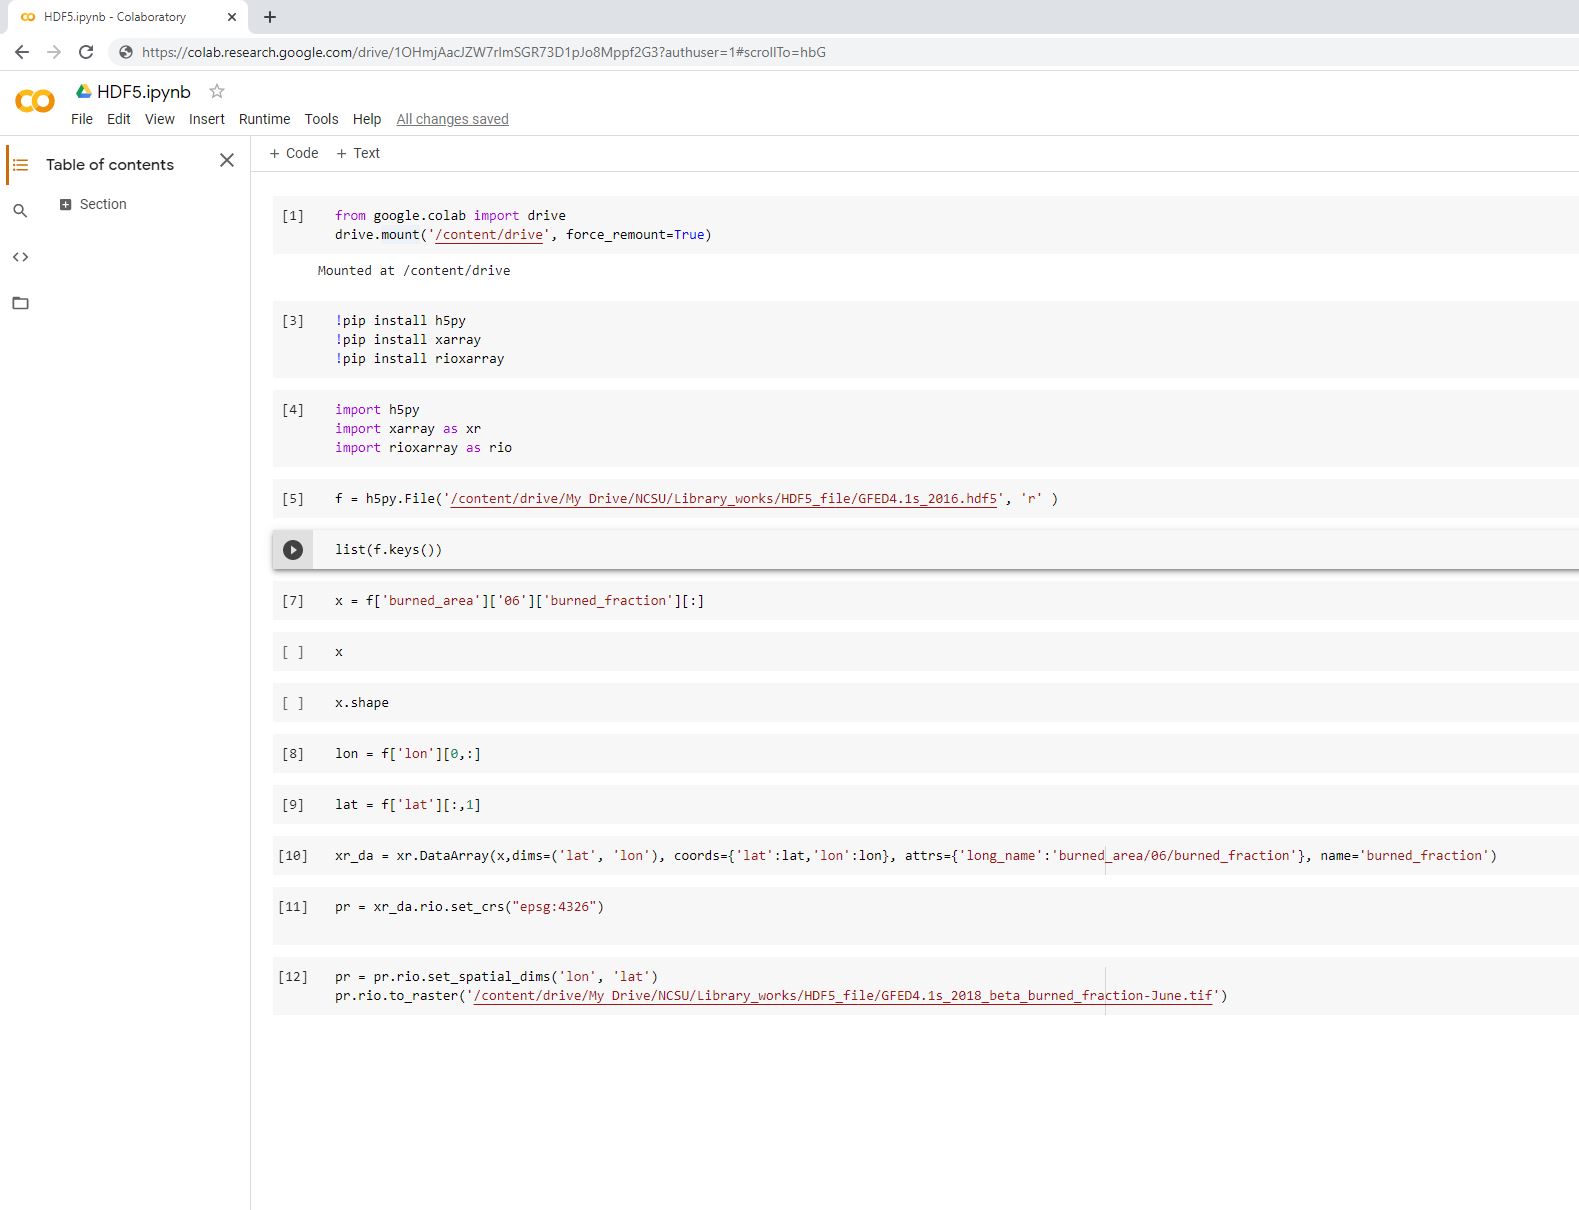 HDF5.ipynb - Colaboratory
https://colab.research.google.com/drive/1OHmjAacJZW7rImSGR73D1pJo8Mppf2G3?authuser=1#scrollTo=hbG
HDF5.ipynb
File Edit View Insert Runtime Tools Help All changes saved
Table of contents
Section
+ Code + Text
[1] from google.colab import drive
drive.mount('/content/drive', force_remount=True)
Mounted at /content/drive
[3] !pip install h5py
!pip install xarray
!pip install rioxarray
[4] import h5py
import xarray as xr
import rioxarray as rio
[5] f = h5py.File('/content/drive/My Drive/NCSU/Library_works/HDF5_file/GFED4.1s_2016.hdf5', 'r' )
list(f.keys())
[7] x = f['burned_area']['06']['burned_fraction'][:]
[ ] x
[ ] x.shape
[8] lon = f['lon'][0,:]
[9] lat = f['lat'][:,1]
[10] xr_da = xr.DataArray(x,dims=('lat', 'lon'), coords={'lat':lat,'lon':lon}, attrs={'long_name':'burned_area/06/burned_fraction'}, name='burned_fraction')
[11] pr = xr_da.rio.set_crs("epsg:4326")
[12] pr = pr.rio.set_spatial_dims('lon', 'lat')
pr.rio.to_raster('/content/drive/My Drive/NCSU/Library_works/HDF5_file/GFED4.1s_2018_beta_burned_fraction-June.tif')